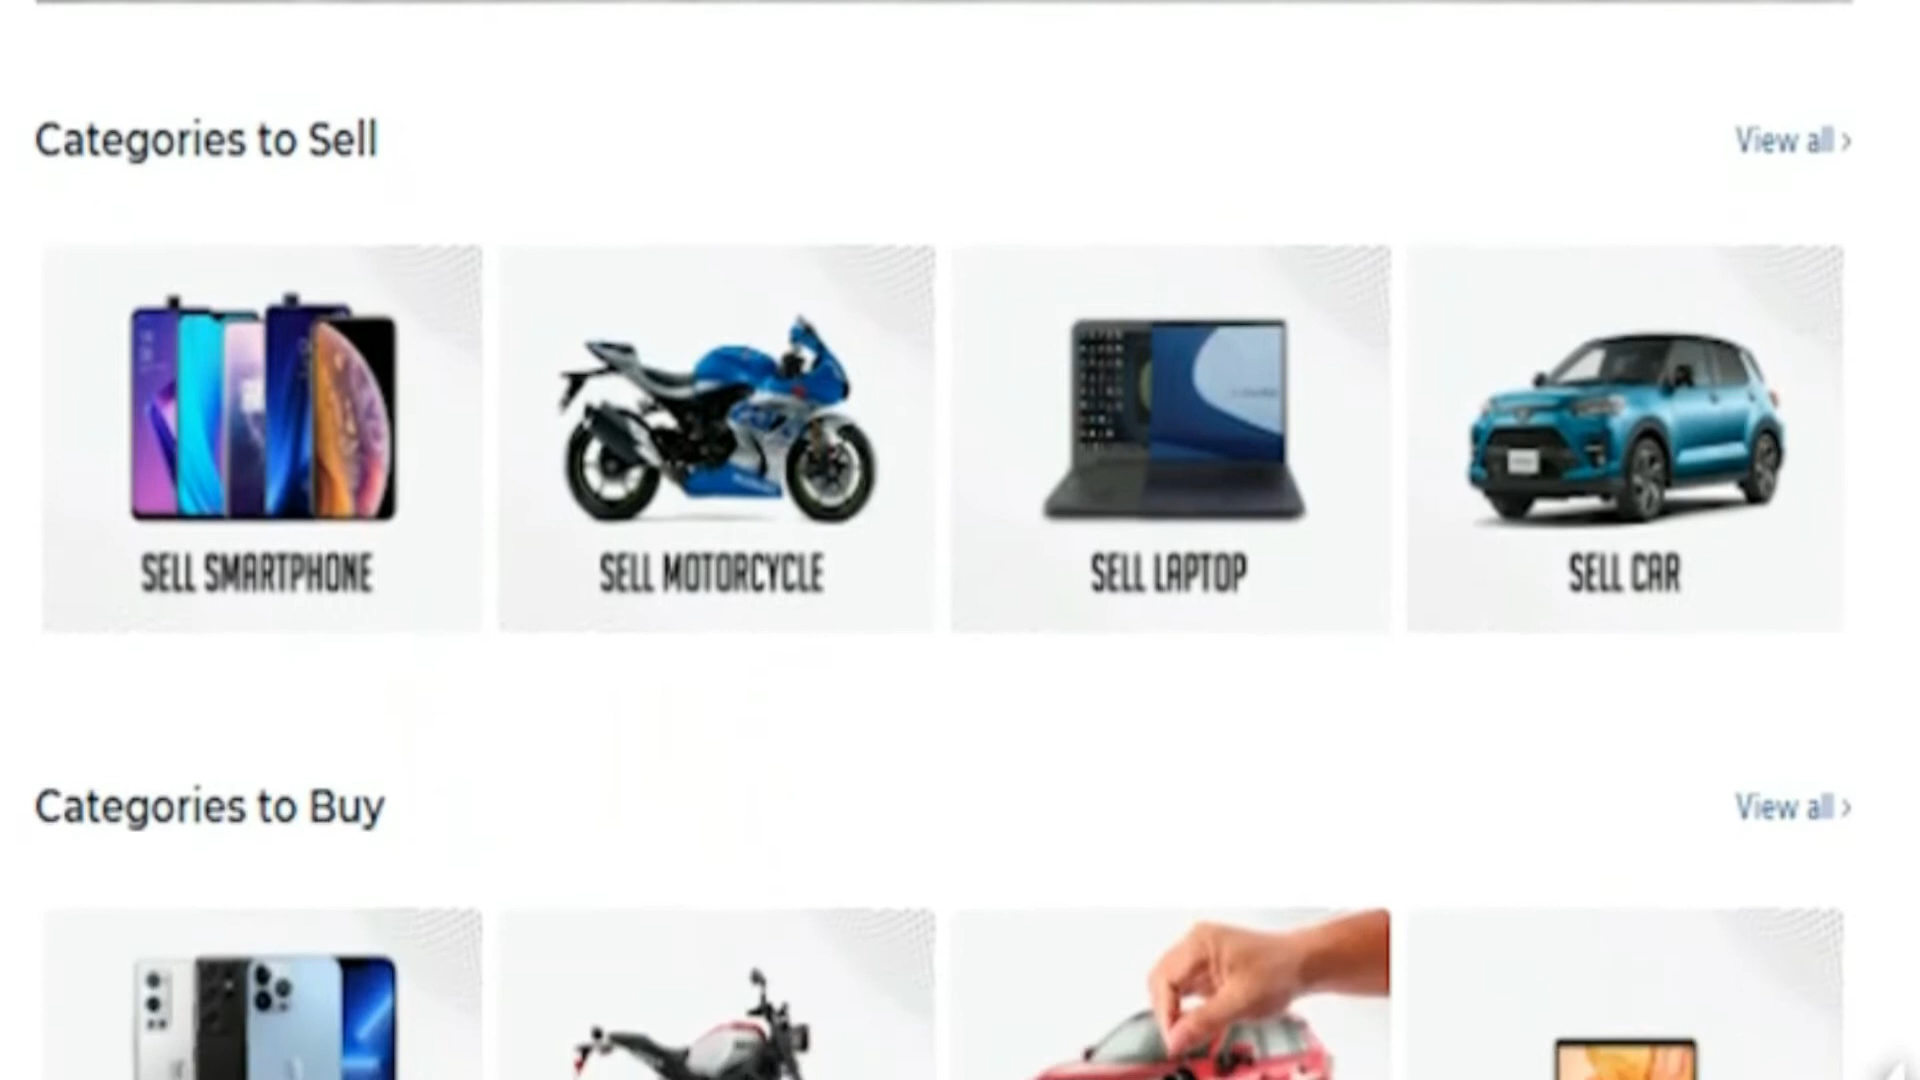 Categories to Sell
View all >
SELL SMARTPHONE
SELL MOTORCYCLE
SELL LAPTOP
SELL CAR
Categories to Buy
View all >